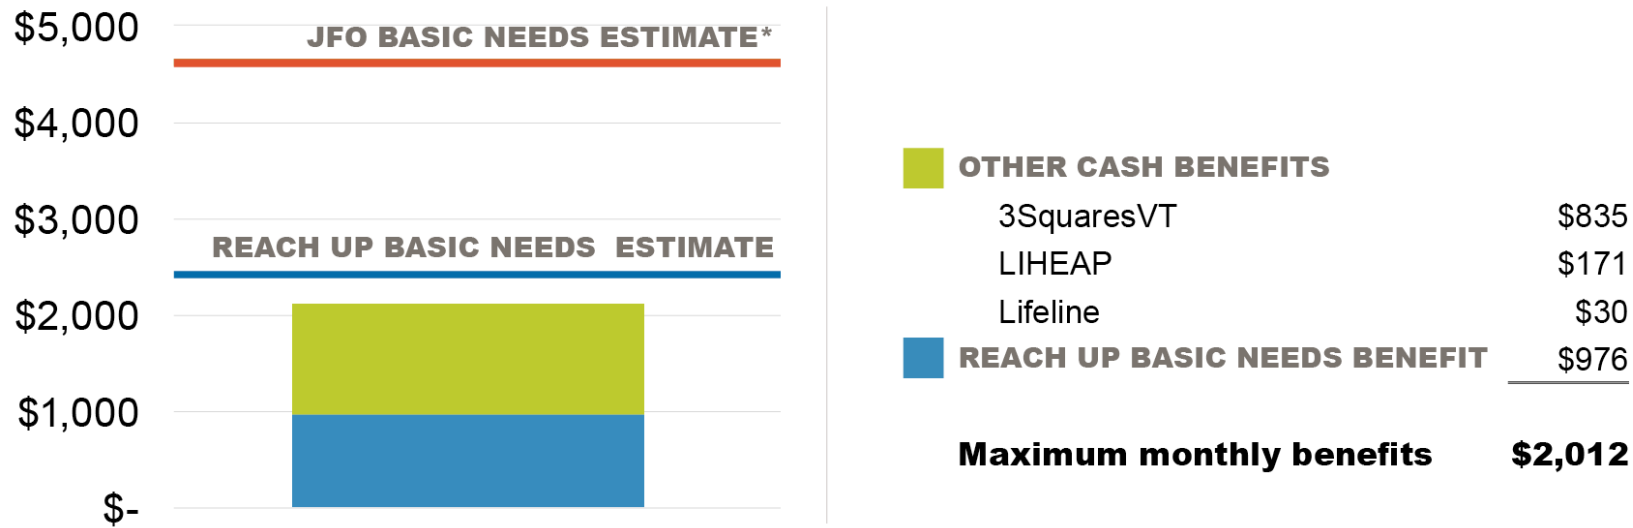 $5,000
JFO BASIC NEEDS ESTIMATE*
$4,000
$3,000
REACH UP BASIC NEEDS  ESTIMATE
$2,000
$1,000
$-
OTHER CASH BENEFITS
3SquaresVT $835
LIHEAP $171
Lifeline $30
REACH UP BASIC NEEDS BENEFIT $976
Maximum monthly benefits $2,012